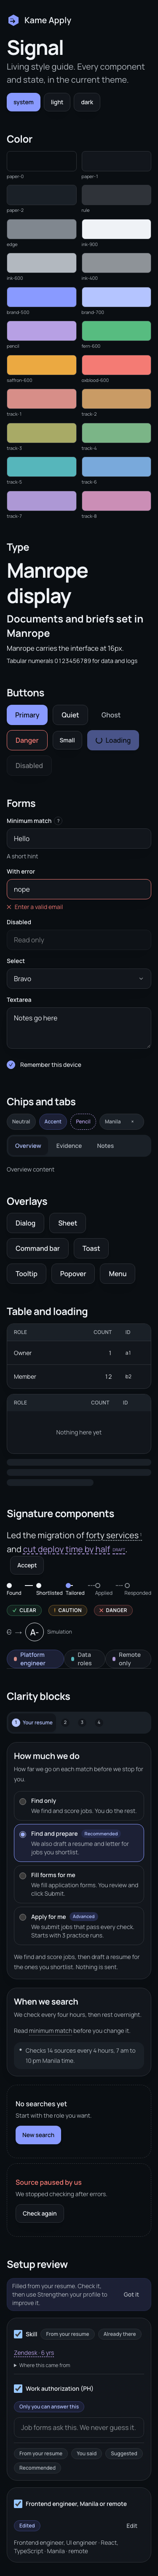 Kame Apply
Signal
Living style guide. Every component
and state, in the current theme.
system light dark
Color
paper-0 paper-1
paper-2 rule
edge ink-900
ink-600 ink-400
brand-500 brand-700
pencil fern-600
saffron-600 oxblood-600
track-1 track-2
track-3 track-4
track-5 track-6
track-7 track-8
Type
Manrope
display
Documents and briefs set in
Manrope
Manrope carries the interface at 16px.
Tabular numerals 0123456789 for data and logs
Buttons
Primary Quiet Ghost
Danger Small Loading
Disabled
Forms
Minimum match ?
Hello
A short hint
With error
nope
Enter a valid email
Disabled
Read only
Select
Bravo
Textarea
Notes go here
Remember this device
Chips and tabs
Neutral Accent Pencil Manila ×
Overview Evidence Notes
Overview content
Overlays
Dialog Sheet
Command bar Toast
Tooltip Popover Menu
Table and loading
ROLE COUNT ID
Owner 1 a1
Member 12 b2
ROLE COUNT ID
Nothing here yet
Signature components
Led the migration of forty services
and cut deploy time by half DRAFT.
Accept
Found Shortlisted Tailored Applied Responded
✓ CLEAR ! CAUTION × DANGER
→ A- Simulation
Platform engineer
Data roles
Remote only
Clarity blocks
1 Your resume 2 3 4
How much we do
How far we go on each match before we stop for
you.
Find only
We find and score jobs. You do the rest.
Find and prepare Recommended
We also draft a resume and letter for
jobs you shortlist.
Fill forms for me
We fill application forms. You review and
click Submit.
Apply for me Advanced
We submit jobs that pass every check.
Starts with 3 practice runs.
We find and score jobs, then draft a resume for
the ones you shortlist. Nothing is sent.
When we search
We check every four hours, then rest overnight.
Read minimum match before you change it.
Checks 14 sources every 4 hours, 7 am to
10 pm Manila time.
No searches yet
Start with the role you want.
New search
Source paused by us
We stopped checking after errors.
Check again
Setup review
Filled from your resume. Check it,
then use Strengthen your profile to
improve it.
Got it
Skill From your resume Already there
Zendesk · 6 yrs
Where this came from
Work authorization (PH)
Only you can answer this
Job forms ask this. We never guess it.
From your resume You said Suggested
Recommended
Frontend engineer, Manila or remote
Edited Edit
Frontend engineer, UI engineer · React,
TypeScript · Manila · remote